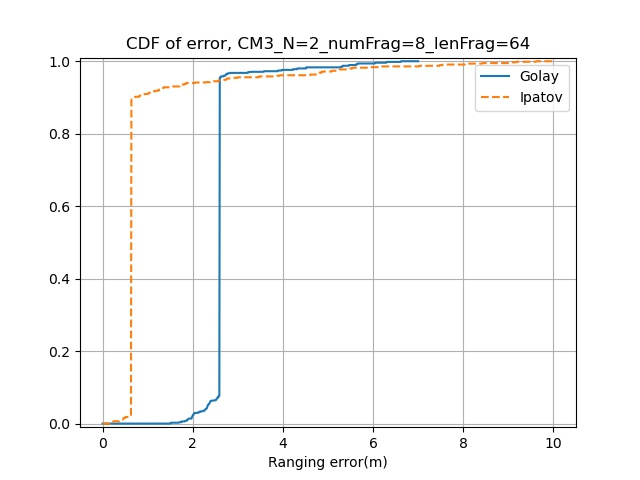 CDF of error, CM3_N=2_numFrag=8_lenFrag=64
1.0
0.8
0.6
0.4
0.2
0.0
Golay
Ipatov
0 2 4 6 8 10
Ranging error(m)